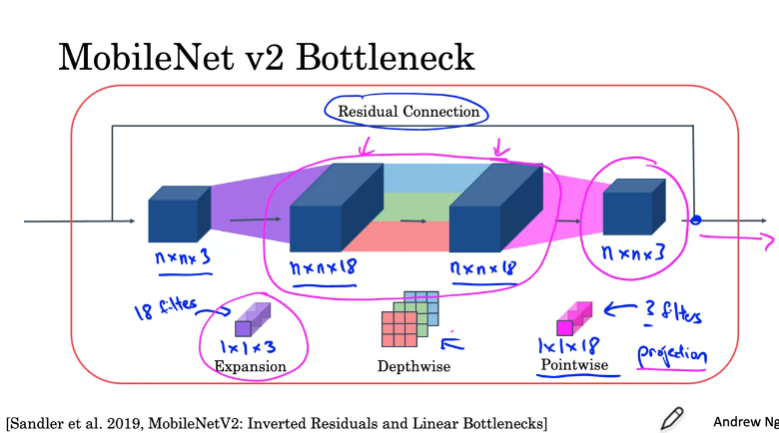 MobileNet v2 Bottleneck
Residual Connection
n×n×3
n×n×18
n×n×18
n×n×3
18 filters
1×1×3
Expansion
Depthwise
1×1×18
Pointwise
3 filters
projection
[Sandler et al. 2019, MobileNetV2: Inverted Residuals and Linear Bottlenecks]
Andrew Ng